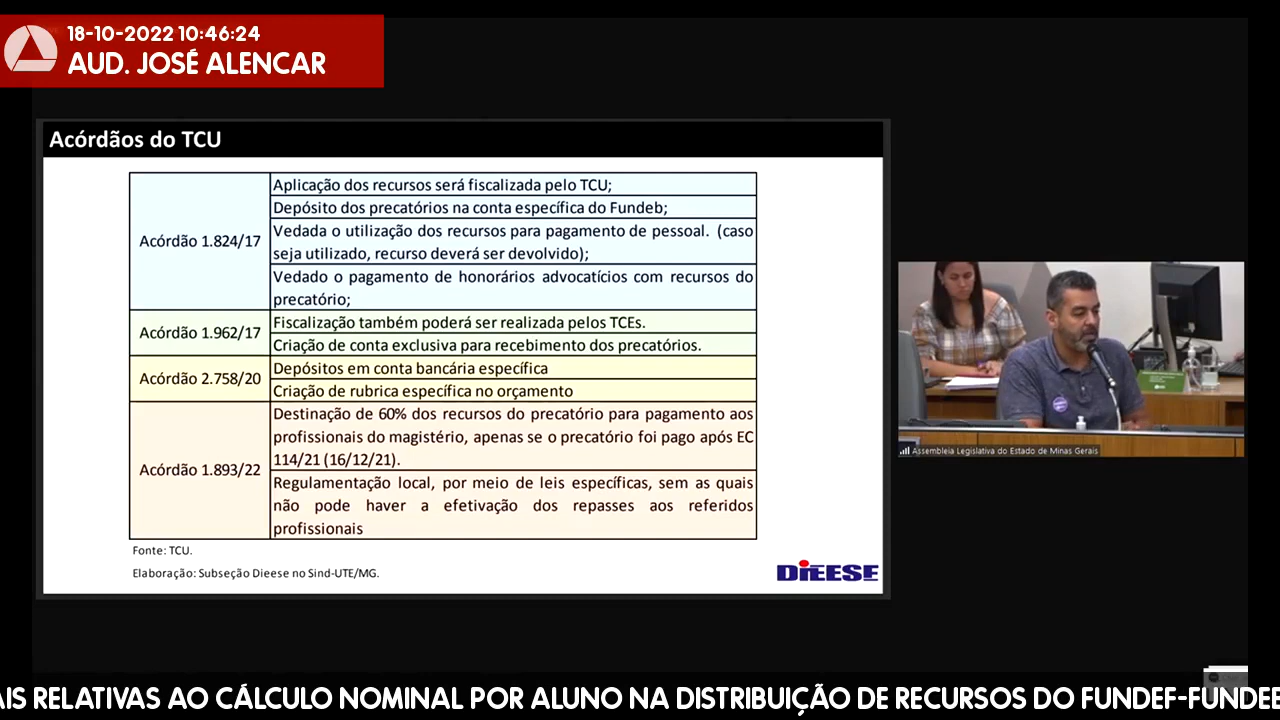 18-10-2022 10:46:24
AUD. JOSÉ ALENCAR
Acórdãos do TCU
Acórdão 1.824/17
Aplicação dos recursos será fiscalizada pelo TCU;
Depósito dos precatórios na conta específica do Fundeb;
Vedada o utilização dos recursos para pagamento de pessoal. (caso
seja utilizado, recurso deverá ser devolvido);
Vedado o pagamento de honorários advocatícios com recursos do
precatório;
Acórdão 1.962/17
Fiscalização também poderá ser realizada pelos TCEs.
Criação de conta exclusiva para recebimento dos precatórios.
Acórdão 2.758/20
Depósitos em conta bancária específica
Criação de rubrica específica no orçamento
Acórdão 1.893/22
Destinação de 60% dos recursos do precatório para pagamento aos
profissionais do magistério, apenas se o precatório foi pago após EC
114/21 (16/12/21).
Regulamentação local, por meio de leis específicas, sem as quais
não pode haver a efetivação dos repasses aos referidos
profissionais
Fonte: TCU.
Elaboração: Subseção Dieese no Sind-UTE/MG.
DIEESE
Assembleia Legislativa do Estado de Minas Gerais
AIS RELATIVAS AO CÁLCULO NOMINAL POR ALUNO NA DISTRIBUIÇÃO DE RECURSOS DO FUNDEF-FUNDEB